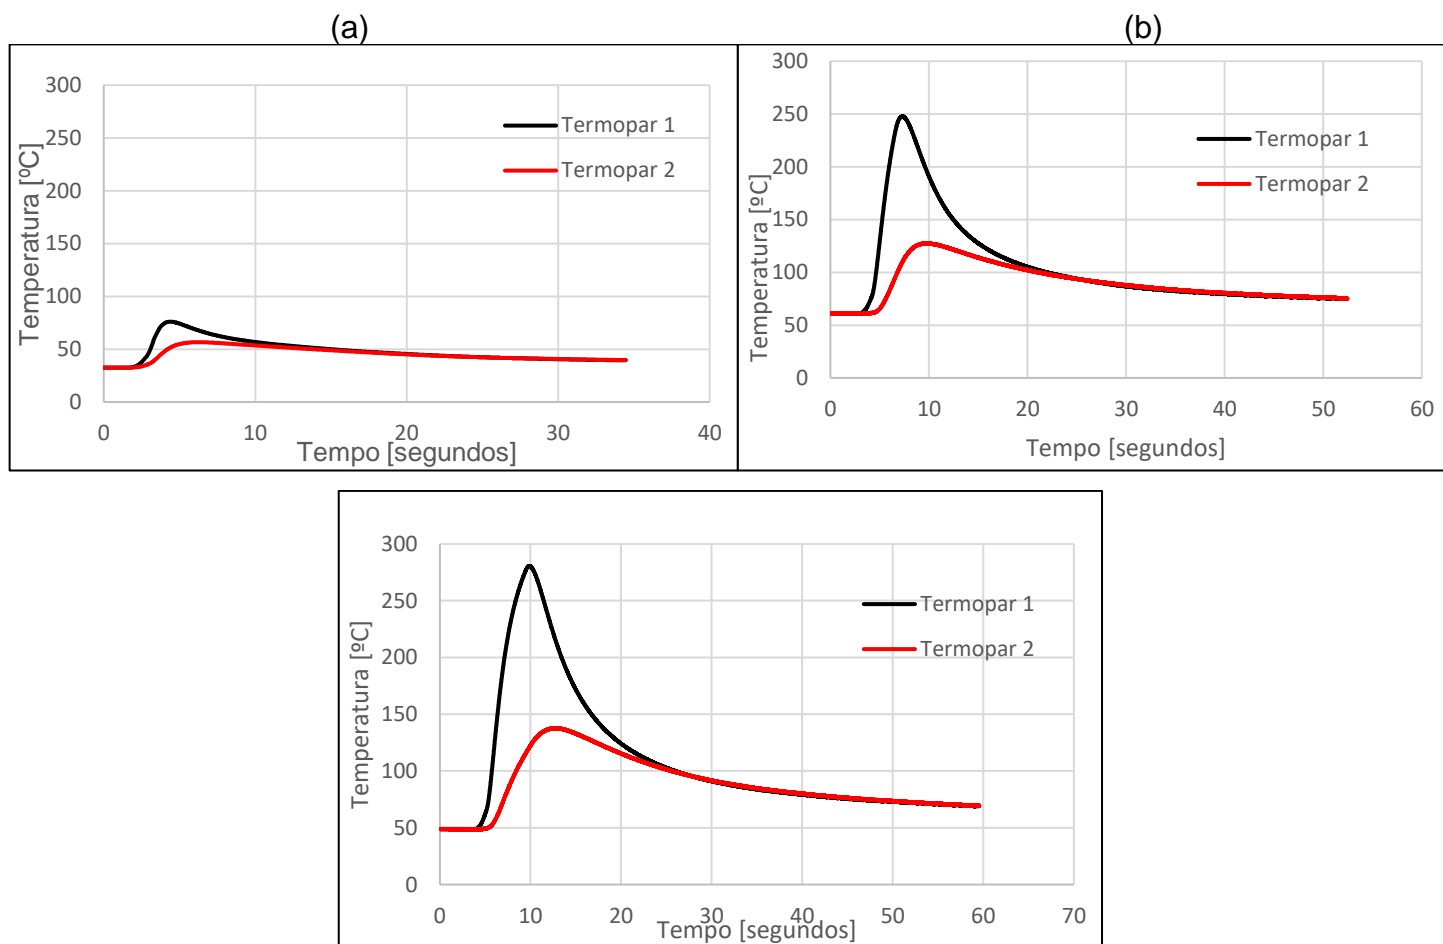 (a)
(b)
300
250
200
150
100
50
0
Temperatura [ºC]
Termopar 1
Termopar 2
0 10 20 30 40
Tempo [segundos]
300
250
200
150
100
50
0
Temperatura [ºC]
Termopar 1
Termopar 2
0 10 20 30 40 50 60
Tempo [segundos]
300
250
200
150
100
50
0
Temperatura [ºC]
Termopar 1
Termopar 2
0 10 20 30 40 50 60 70
Tempo [segundos]